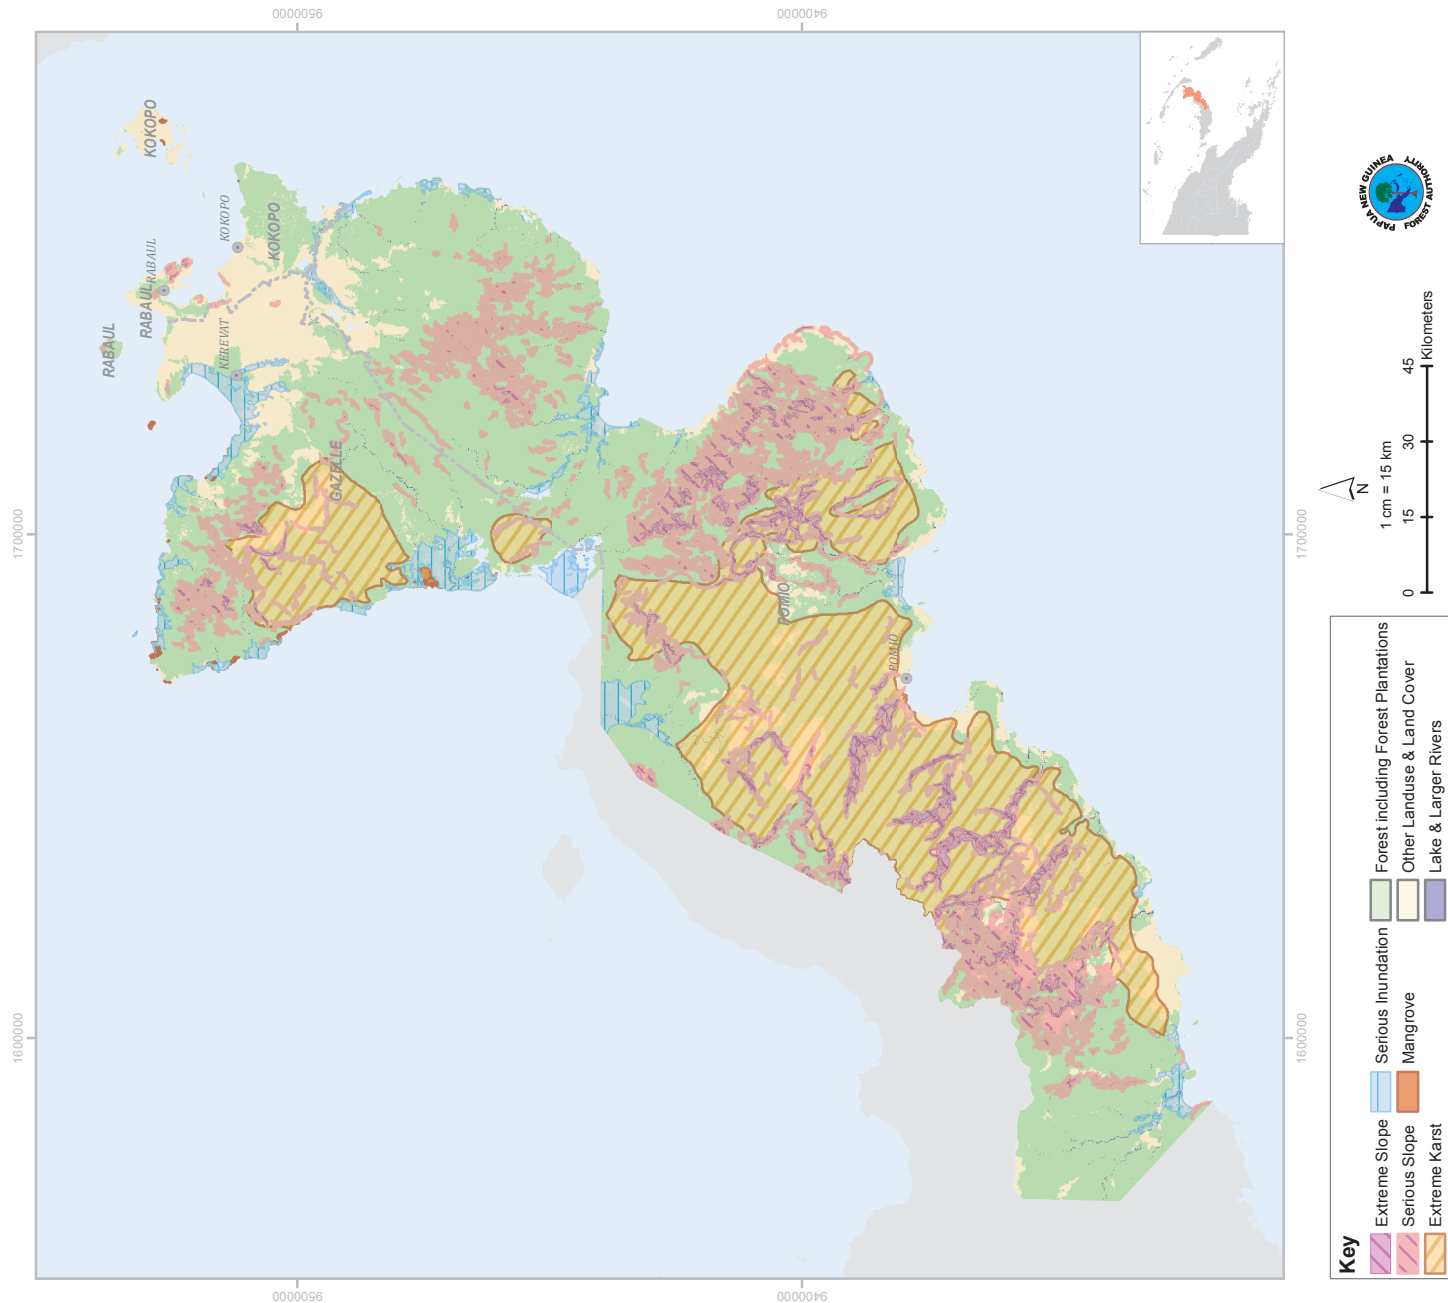 9500000
9400000
1700000
1600000
1700000
1600000
9500000
9400000
KOKOPO
KOKOPO
KOKOPO
RABAUL
RABAUL
RABAUL
KEREVAT
GAZELLE
POMIO
POMIO
PAPUA NEW GUINEA
FOREST AUTHORITY
N
1 cm = 15 km
0 15 30 45
Kilometers
Key
Extreme Slope
Serious Slope
Extreme Karst
Serious Inundation
Mangrove
Forest including Forest Plantations
Other Landuse & Land Cover
Lake & Larger Rivers